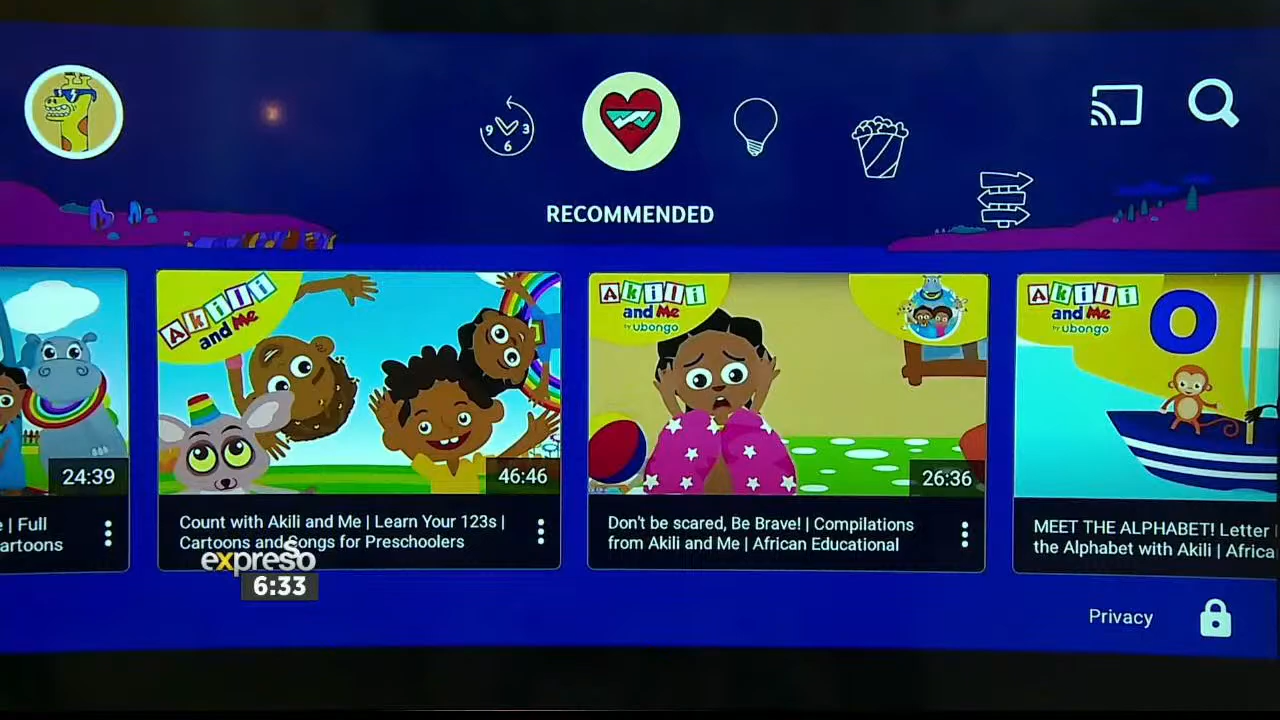 9 3
6
RECOMMENDED
Akili
and Me
Akili
and Me
by ubongo
Akili
and Me
by ubongo
O
24:39
46:46
26:36
e | Full
artoons
Count with Akili and Me | Learn Your 123s |
Cartoons and Songs for Preschoolers
Don't be scared, Be Brave! | Compilations
from Akili and Me | African Educational
MEET THE ALPHABET! Letter
the Alphabet with Akili | Africa
expresso
6:33
Privacy